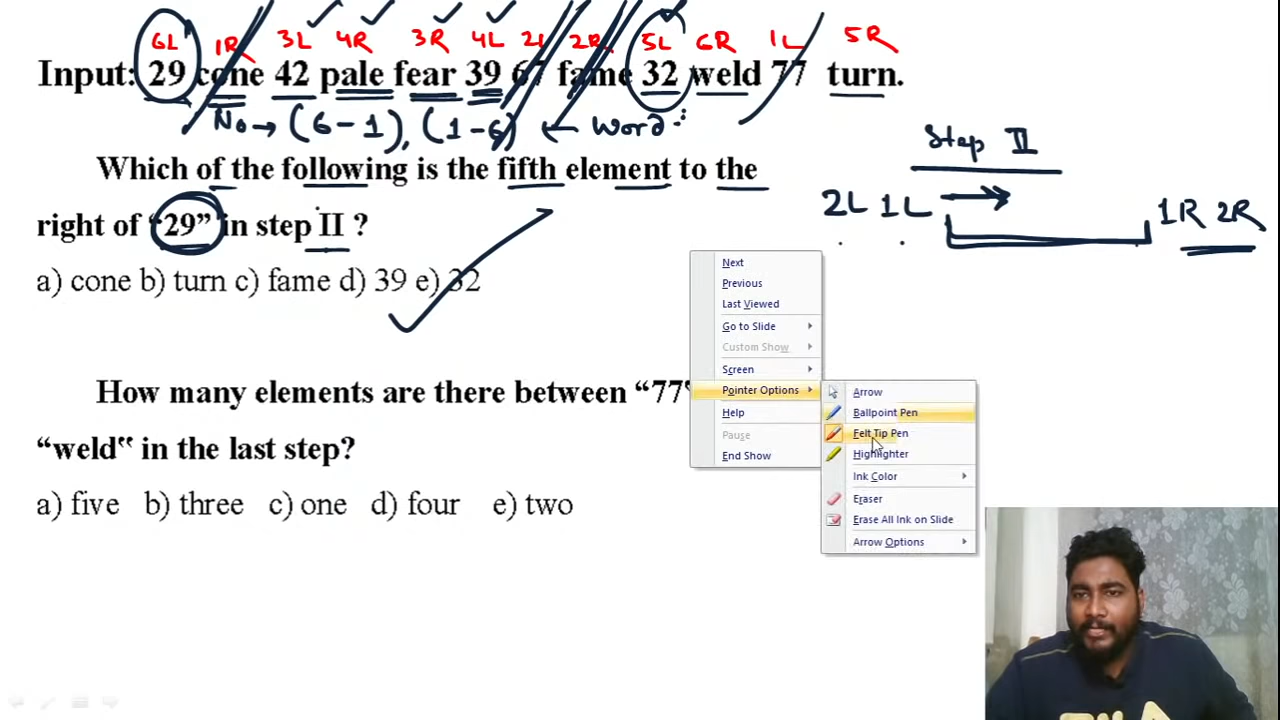 6L 1R 3L 4R 3R 4L 2L 2R 5L 6R 1L 5R
Input: 29 cone 42 pale fear 39 67 fame 32 weld 77 turn.
No → (6-1), (1-6) ← Word
Step II
Which of the following is the fifth element to the
right of “29” in step II ?
2L 1L 1R 2R
a) cone b) turn c) fame d) 39 e) 32
How many elements are there between “77“
“weld“ in the last step?
a) five b) three c) one d) four e) two
Next
Previous
Last Viewed
Go to Slide
Custom Show
Screen
Pointer Options
Help
Pause
End Show
Arrow
Ballpoint Pen
Felt Tip Pen
Highlighter
Ink Color
Eraser
Erase All Ink on Slide
Arrow Options